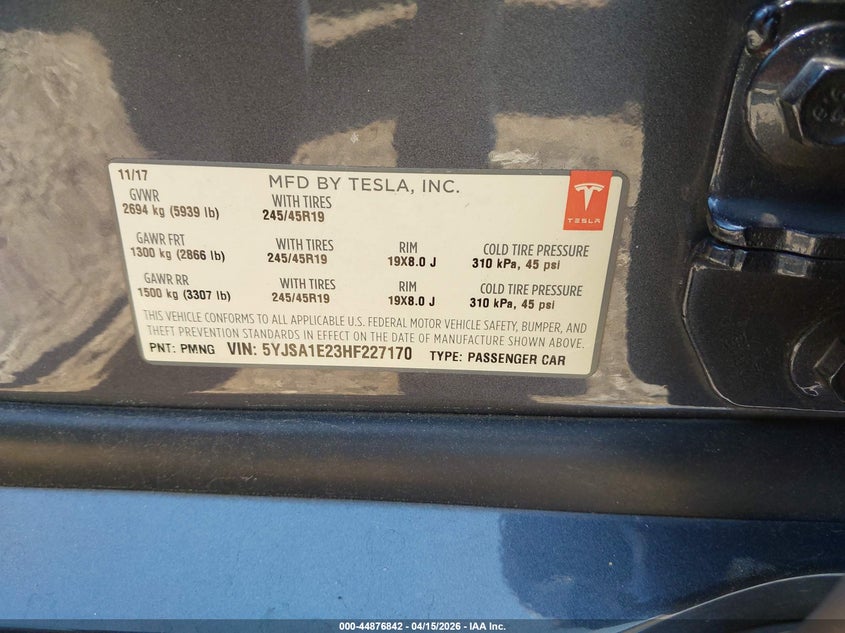 11/17
MFD BY TESLA, INC.
TESLA
GVWR WITH TIRES
2694 kg (5939 lb) 245/45R19
GAWR FRT WITH TIRES RIM COLD TIRE PRESSURE
1300 kg (2866 lb) 245/45R19 19X8.0 J 310 kPa, 45 psi
GAWR RR WITH TIRES RIM COLD TIRE PRESSURE
1500 kg (3307 lb) 245/45R19 19X8.0 J 310 kPa, 45 psi
THIS VEHICLE CONFORMS TO ALL APPLICABLE U.S. FEDERAL MOTOR VEHICLE SAFETY, BUMPER, AND
THEFT PREVENTION STANDARDS IN EFFECT ON THE DATE OF MANUFACTURE SHOWN ABOVE.
PNT: PMNG VIN: 5YJSA1E23HF227170 TYPE: PASSENGER CAR
000-44876842 - 04/15/2026 - IAA Inc.